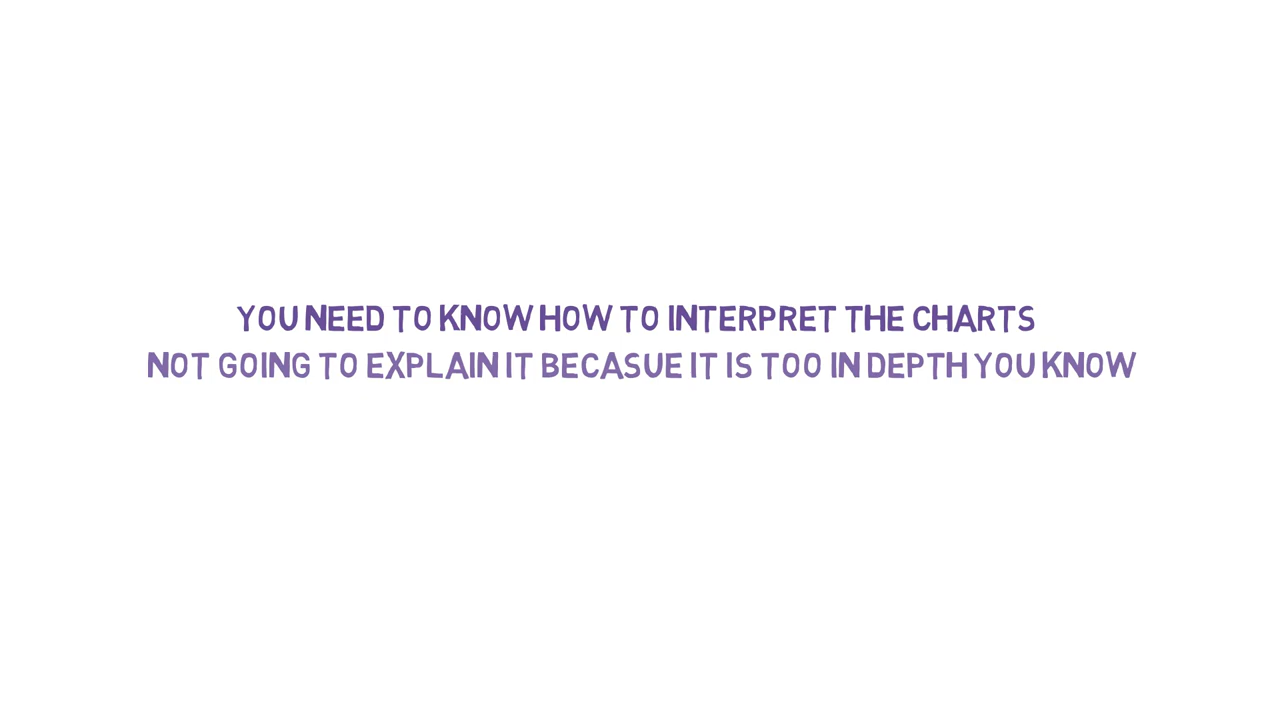 YOU NEED TO KNOW HOW TO INTERPRET THE CHARTS
NOT GOING TO EXPLAIN IT BECASUE IT IS TOO IN DEPTH YOU KNOW